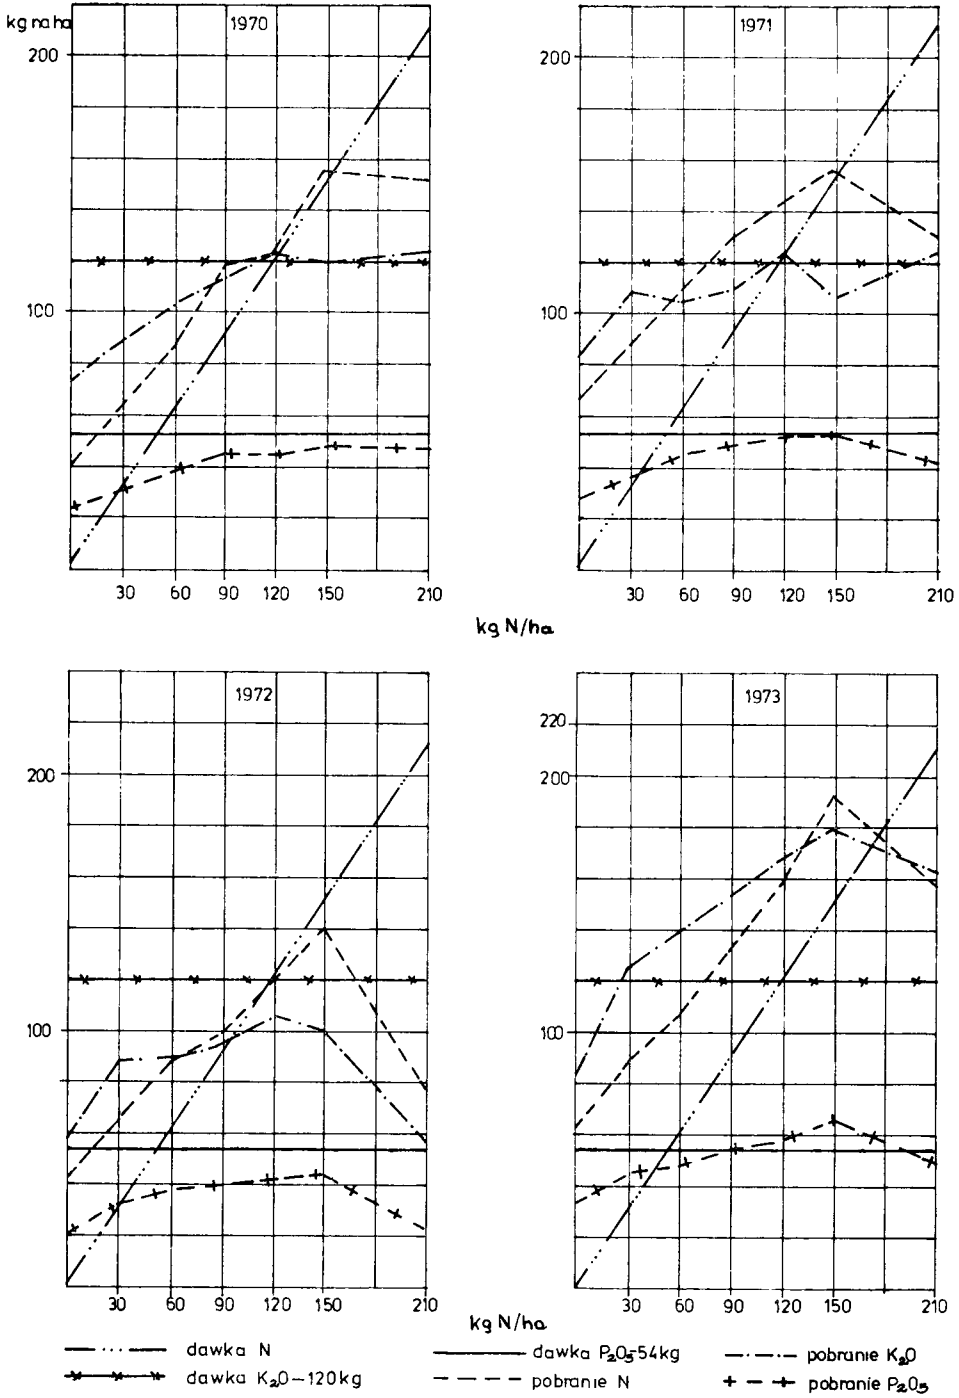 kg na ha
1970
1971
200
200
100
100
30 60 90 120 150 210
30 60 90 120 150 210
kg N/ha
1972
1973
220
200
200
100
100
30 60 90 120 150 210
30 60 90 120 150 210
kg N/ha
dawka N
dawka P₂O₅-54kg
pobranie K₂O
dawka K₂O-120kg
pobranie N
pobranie P₂O₅